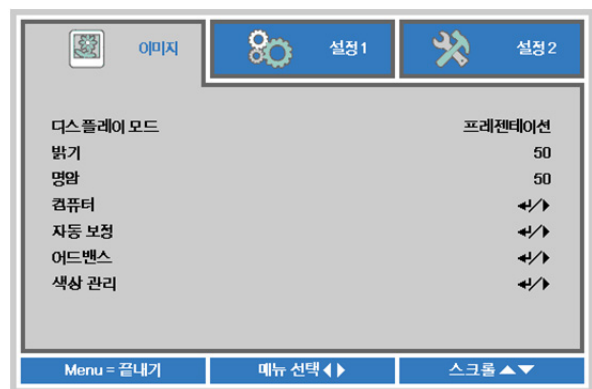 이미지 설정 1 설정 2
디스플레이 모드 프레젠테이션
밝기 50
명암 50
컴퓨터 ↵/▶
자동 보정 ↵/▶
어드밴스 ↵/▶
색상 관리 ↵/▶
Menu = 끝내기 메뉴 선택 ◀ ▶ 스크롤 ▲▼